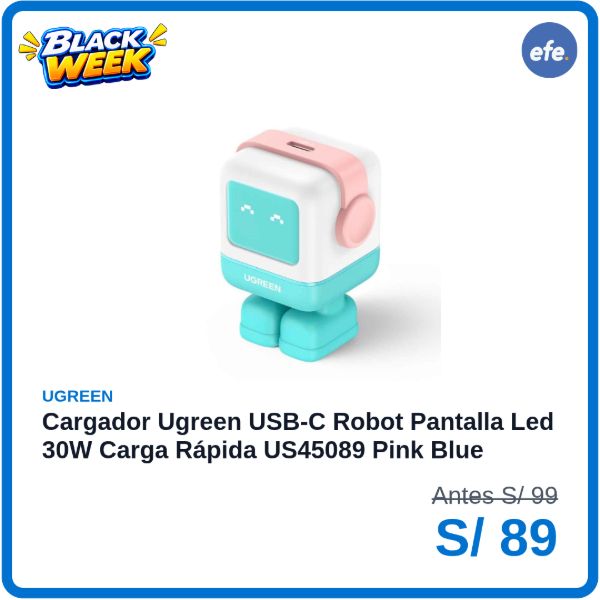 BLACK
WEEK
efe.
UGREEN
UGREEN
Cargador Ugreen USB-C Robot Pantalla Led
30W Carga Rápida US45089 Pink Blue
Antes S/ 99
S/ 89